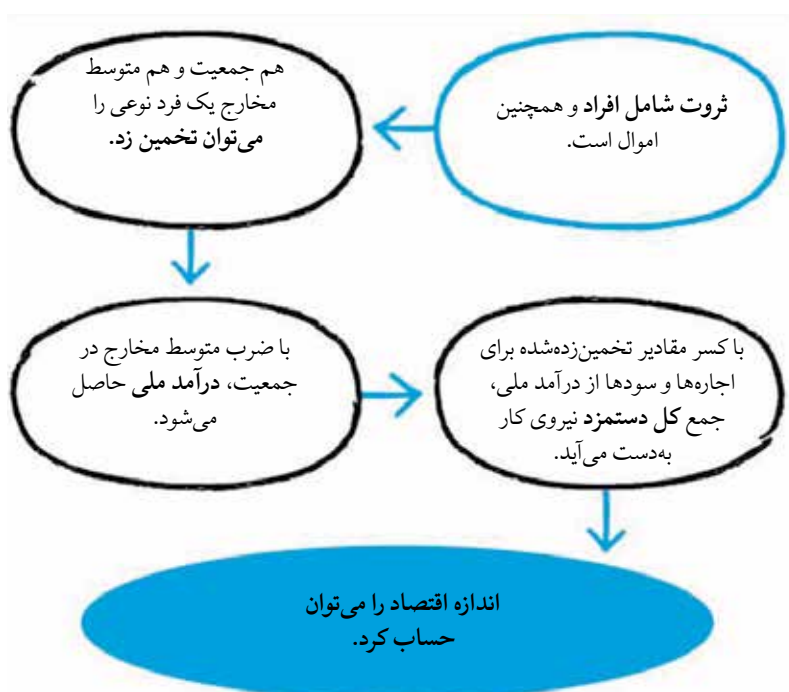 ثروت شامل افراد و همچنین
اموال است.
هم جمعیت و هم متوسط
مخارج یک فرد نوعی را
می‌توان تخمین زد.
با ضرب متوسط مخارج در
جمعیت، درآمد ملی حاصل
می‌شود.
با کسر مقادیر تخمین‌زده‌شده برای
اجاره‌ها و سودها از درآمد ملی،
جمع کل دستمزد نیروی کار
به‌دست می‌آید.
اندازه اقتصاد را می‌توان
حساب کرد.